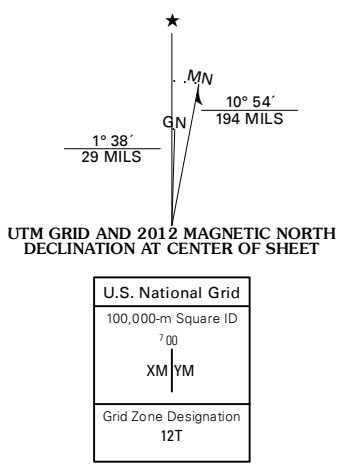 ★
MN
10° 54´
194 MILS
GN
1° 38´
29 MILS
UTM GRID AND 2012 MAGNETIC NORTH
DECLINATION AT CENTER OF SHEET
U.S. National Grid
100,000-m Square ID
7 00
XM YM
Grid Zone Designation
12T